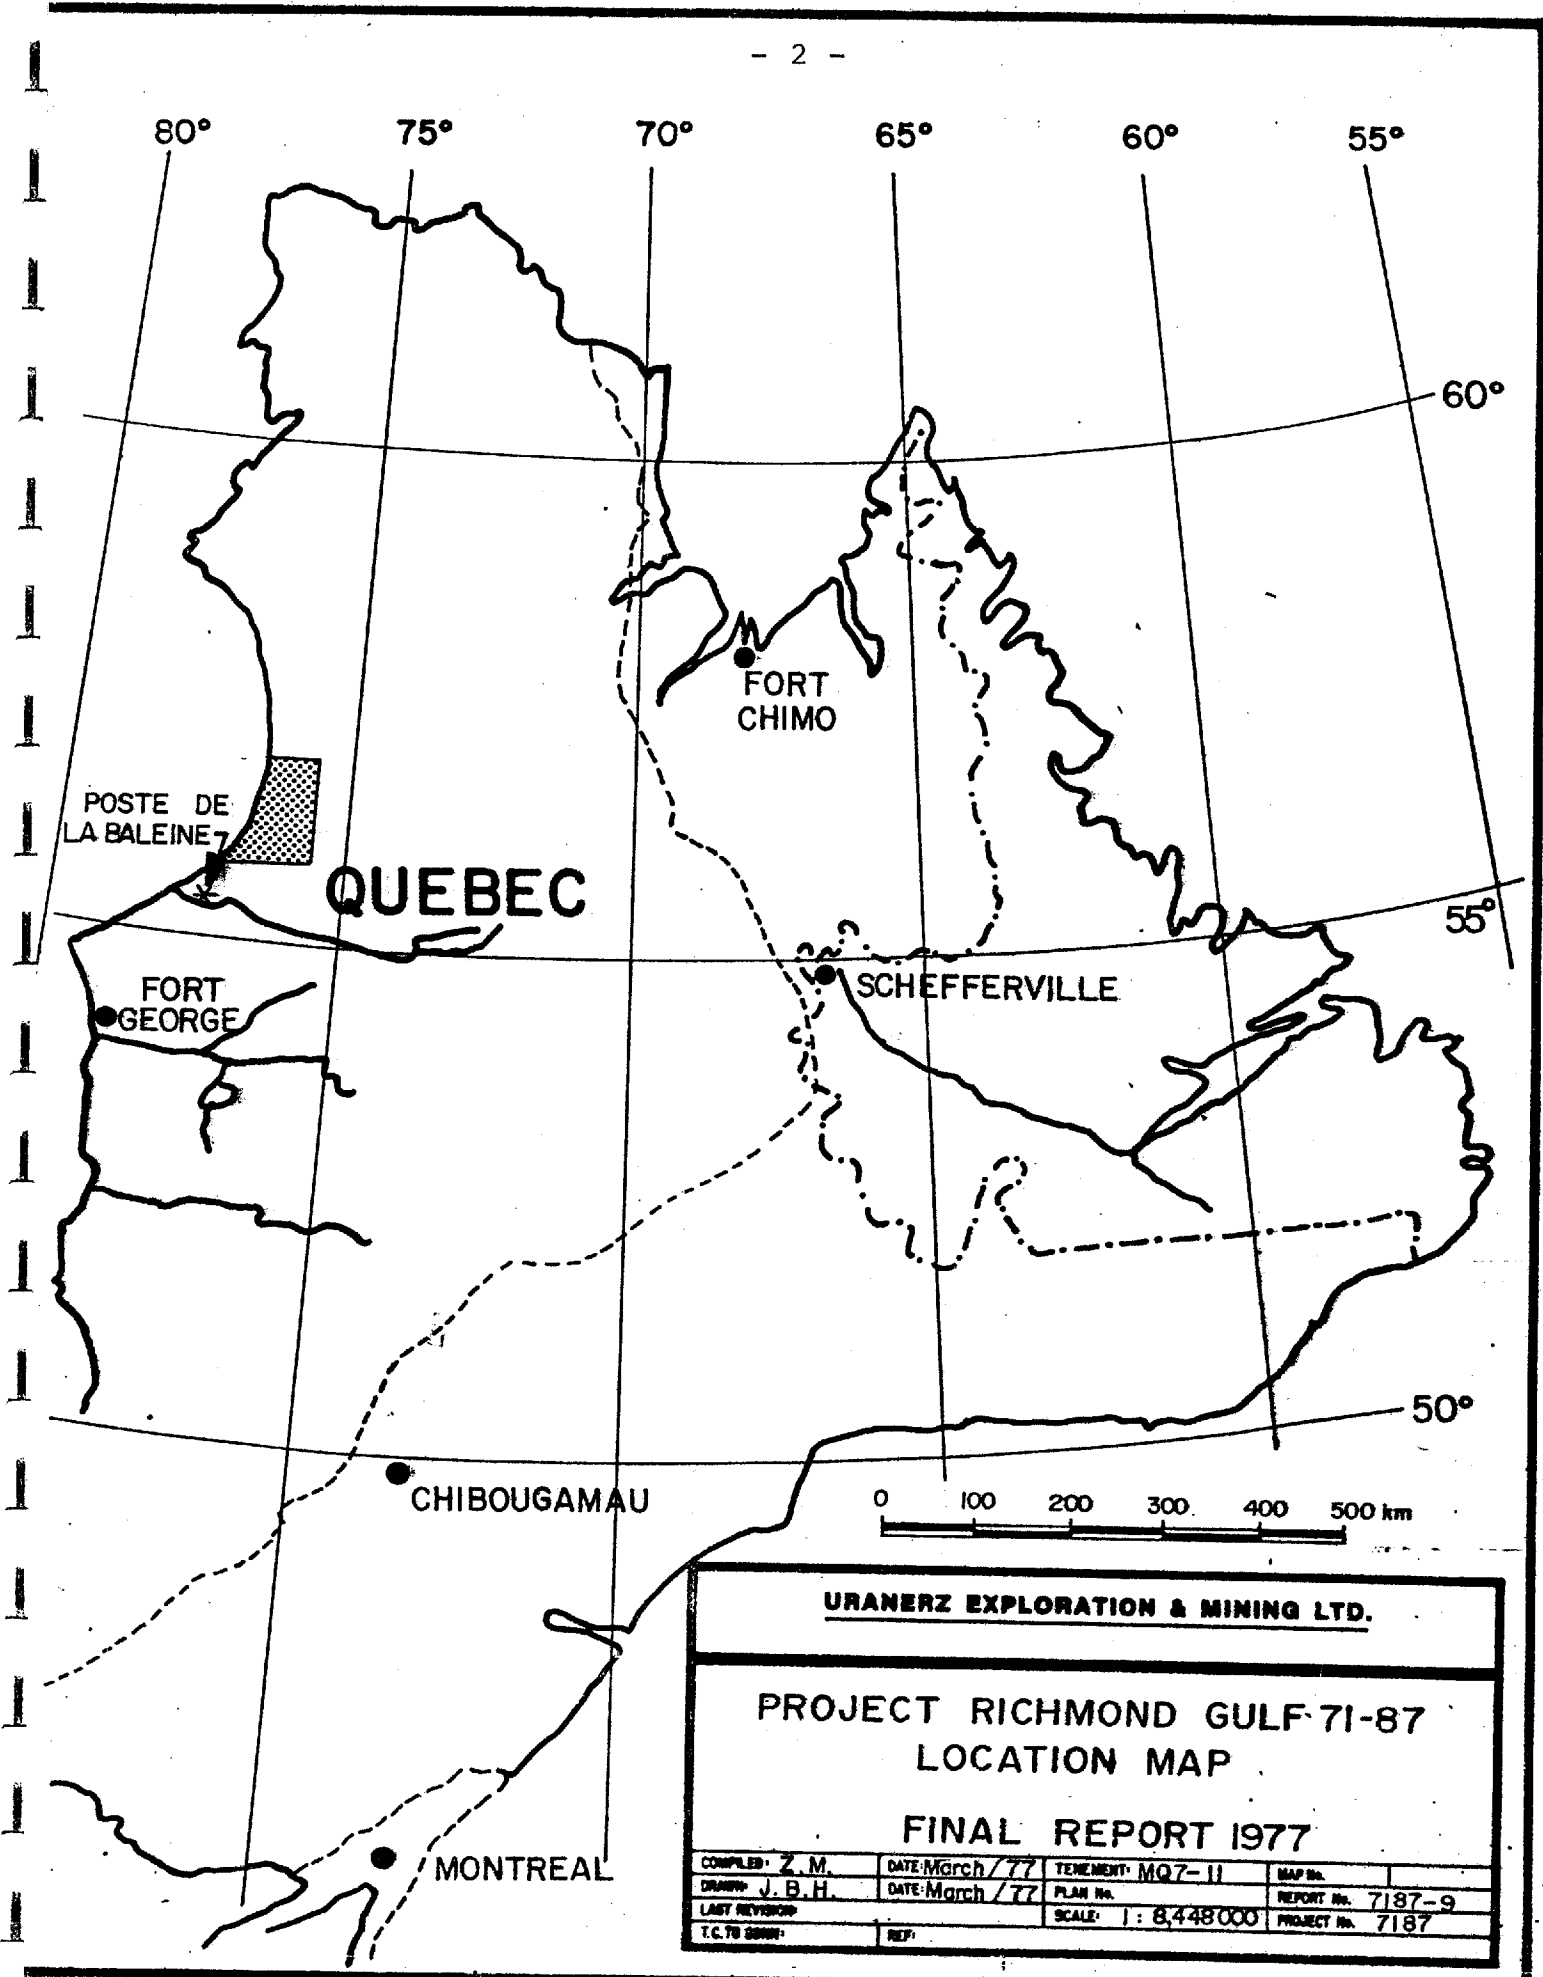 - 2 -
80° 75° 70° 65° 60° 55°
60°
FORT
CHIMO
POSTE DE
LA BALEINE
QUEBEC
55°
FORT
GEORGE
SCHEFFERVILLE
50°
CHIBOUGAMAU
0 100 200 300 400 500 km
URANERZ EXPLORATION & MINING LTD.
PROJECT RICHMOND GULF 71-87
LOCATION MAP
FINAL REPORT 1977
MONTREAL
COMPILED: Z.M. DATE: March/77 TENEMENT: MQ7-11 MAP No.
DRAWN: J.B.H. DATE: March/77 PLAN No. REPORT No. 7187-9
LAST REVISION: SCALE: 1:8,448000 PROJECT No. 7187
T.C. TO REF: